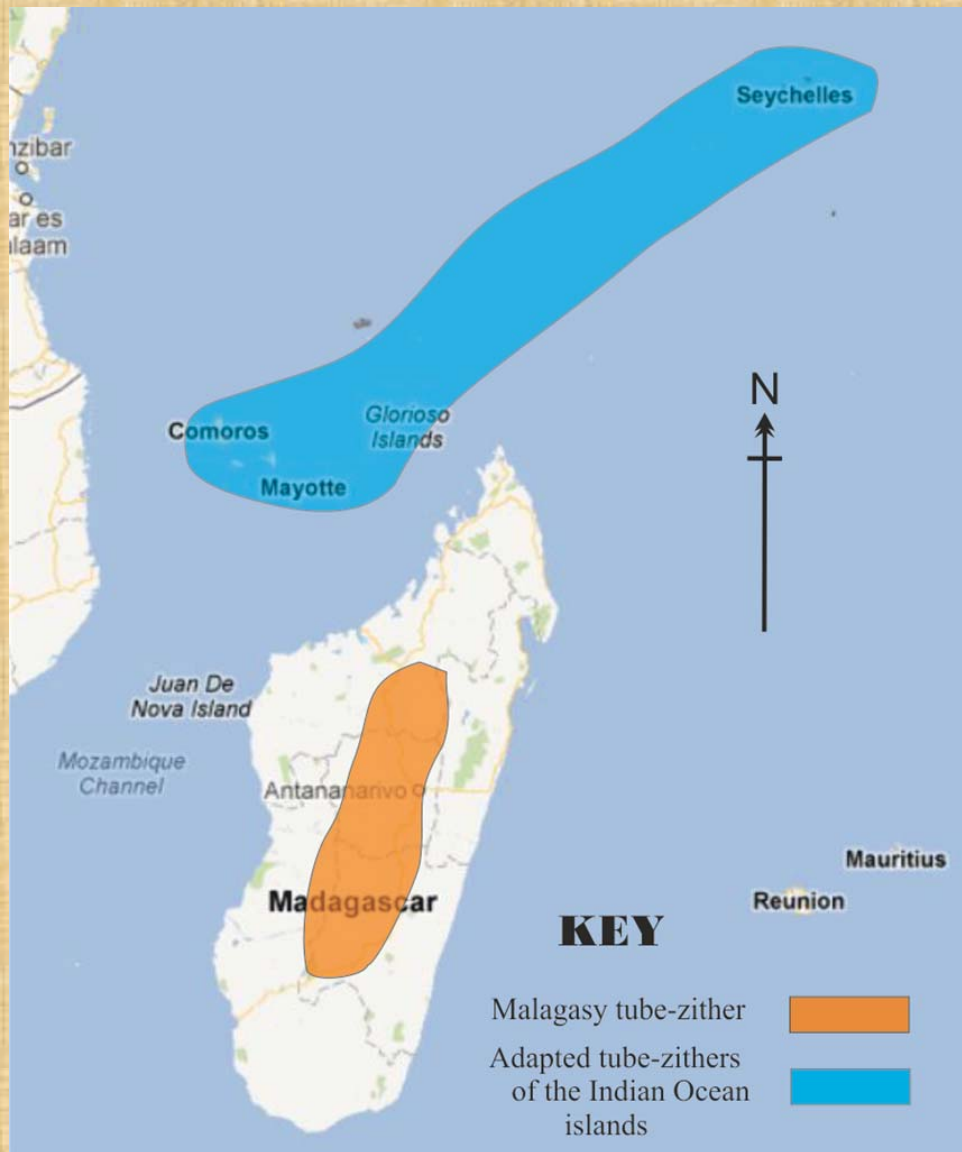 Seychelles
nzibar
ar es
alaam
N
Glorioso
Islands
Comoros
Mayotte
Juan De
Nova Island
Mozambique
Channel
Antananarivo
Mauritius
Madagascar
Reunion
KEY
Malagasy tube-zither
Adapted tube-zithers
of the Indian Ocean
islands